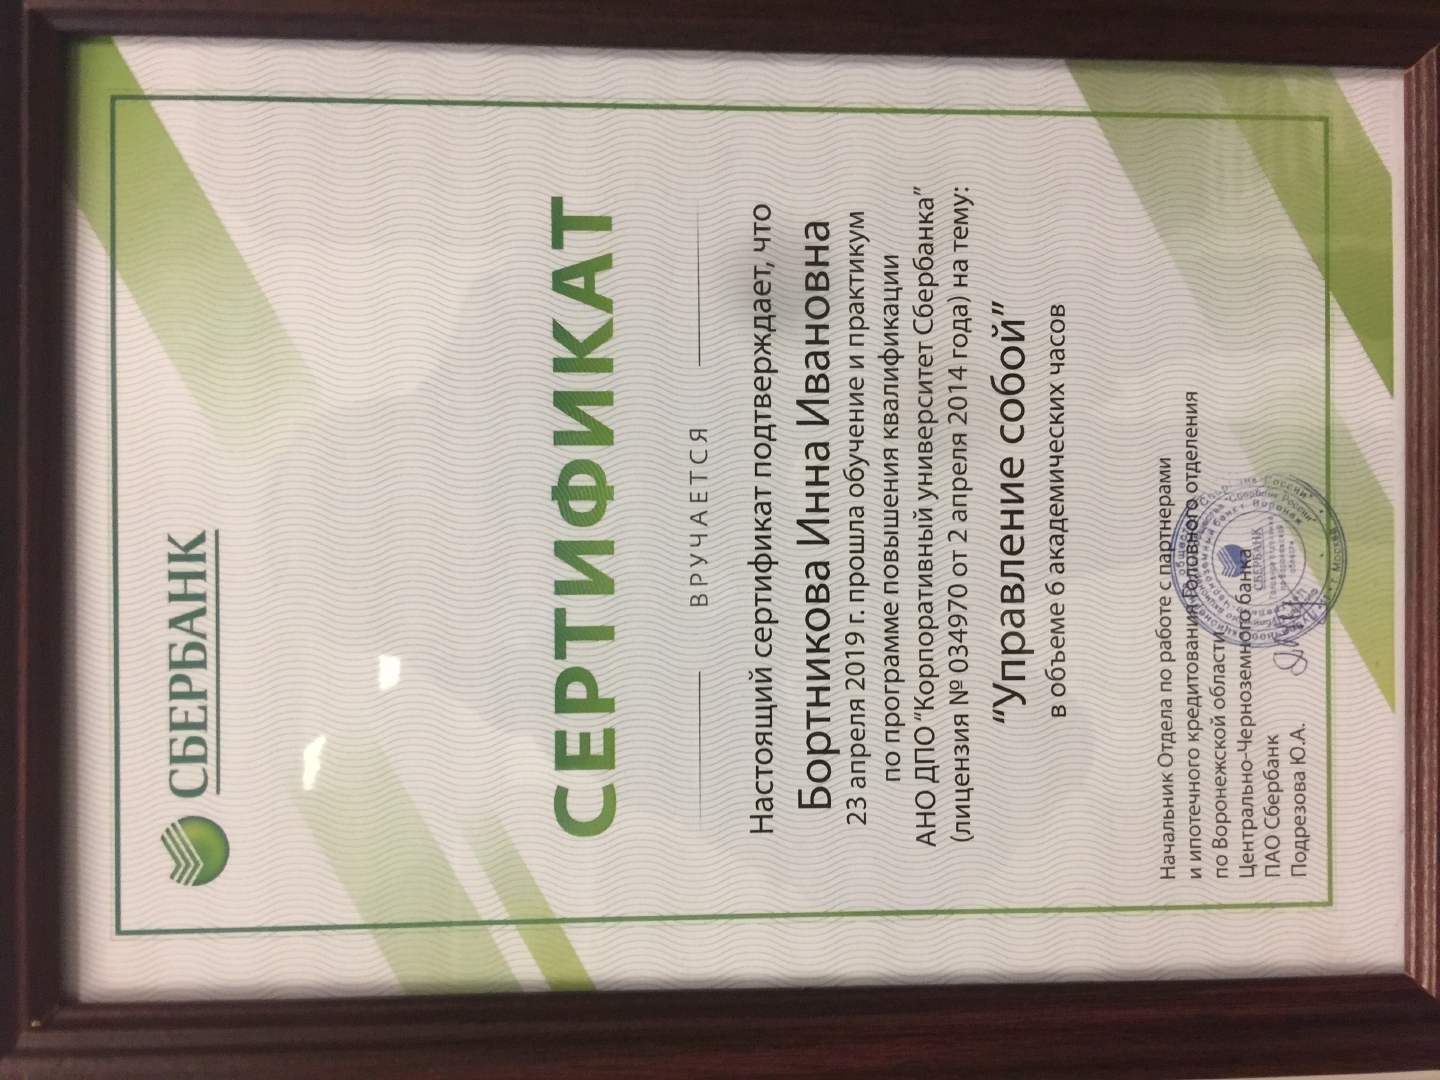 СБЕРБАНК
СЕРТИФИКАТ
ВРУЧАЕТСЯ
Настоящий сертификат подтверждает, что
Бортникова Инна Ивановна
23 апреля 2019 г. прошла обучение и практикум
по программе повышения квалификации
АНО ДПО "Корпоративный университет Сбербанка"
(лицензия № 034970 от 2 апреля 2014 года) на тему:
"Управление собой"
в объеме 6 академических часов
Начальник Отдела по работе с партнерами
и ипотечного кредитования Головного отделения
по Воронежской области
Центрально-Черноземного банка
ПАО Сбербанк
Подрезова Ю.А.
СБЕРБАНК